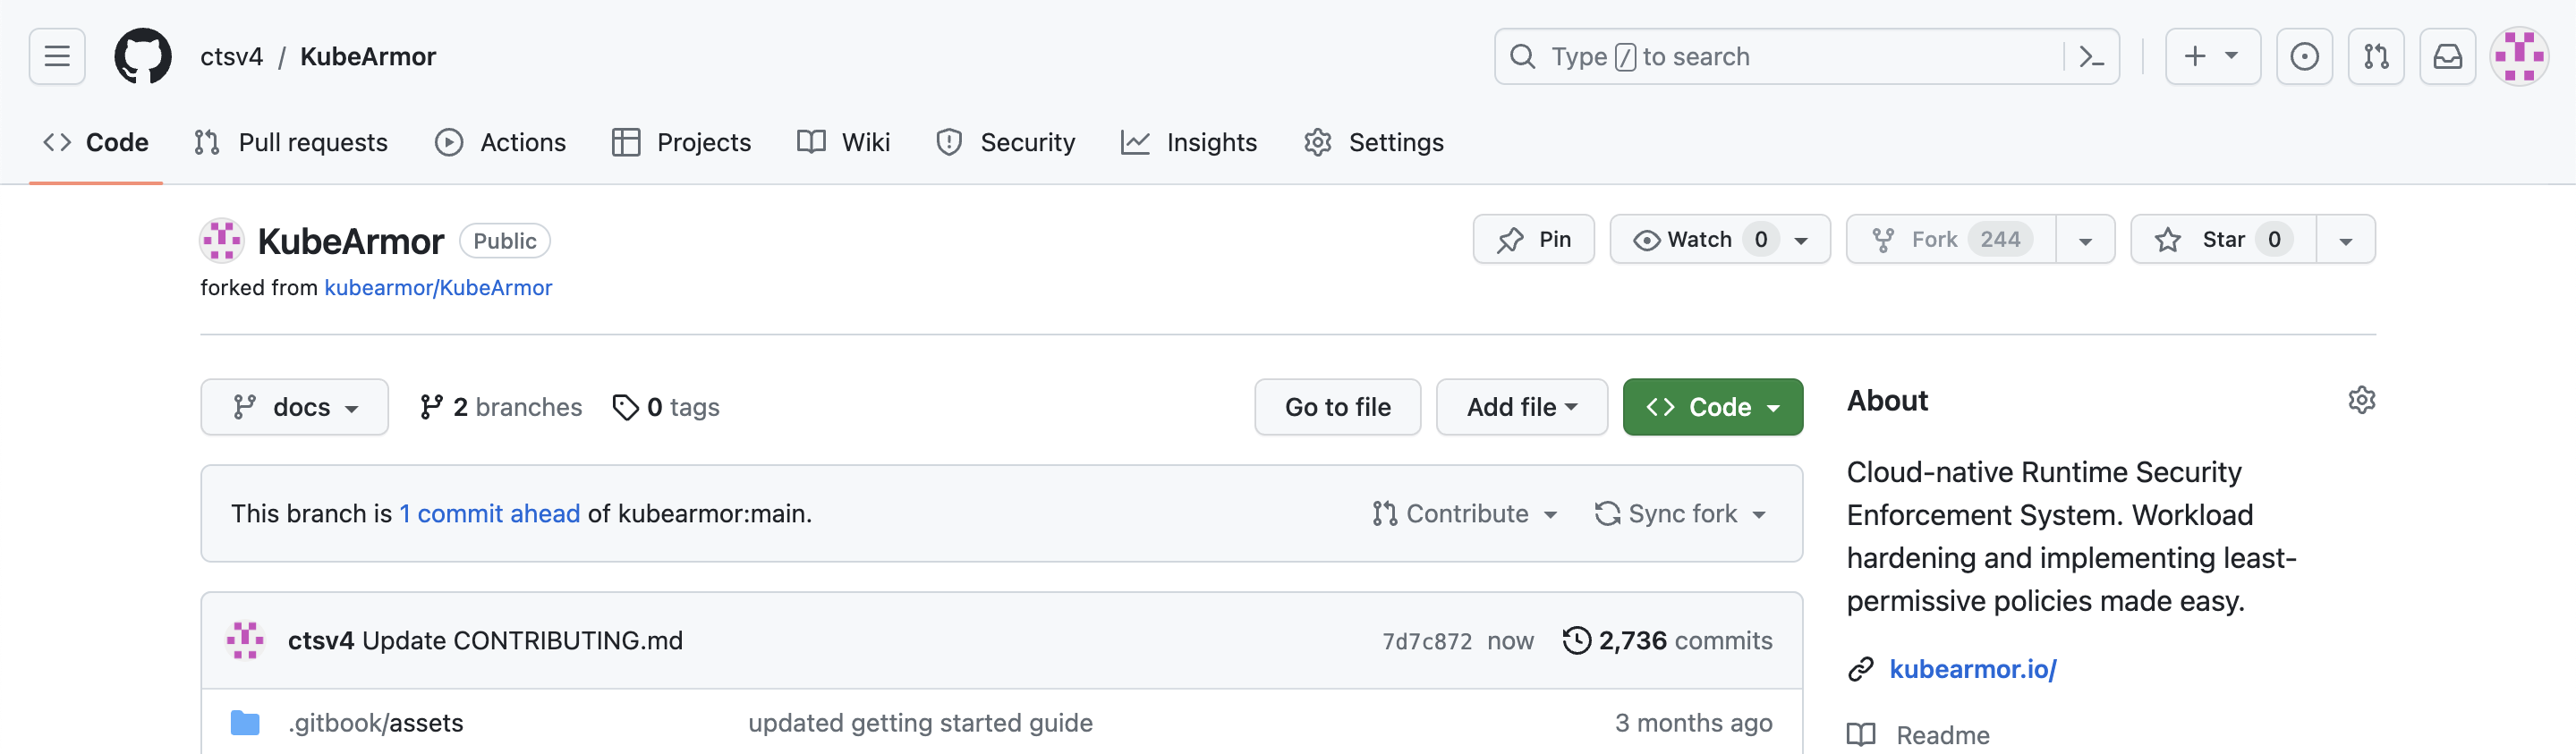 ctsv4 / KubeArmor
Type / to search
Code Pull requests Actions Projects Wiki Security Insights Settings
KubeArmor Public
Pin Watch 0 Fork 244 Star 0
forked from kubearmor/KubeArmor
docs 2 branches 0 tags Go to file Add file Code
This branch is 1 commit ahead of kubearmor:main. Contribute Sync fork
ctsv4 Update CONTRIBUTING.md 7d7c872 now 2,736 commits
.gitbook/assets updated getting started guide 3 months ago
About
Cloud-native Runtime Security
Enforcement System. Workload
hardening and implementing least-
permissive policies made easy.
kubearmor.io/
Readme